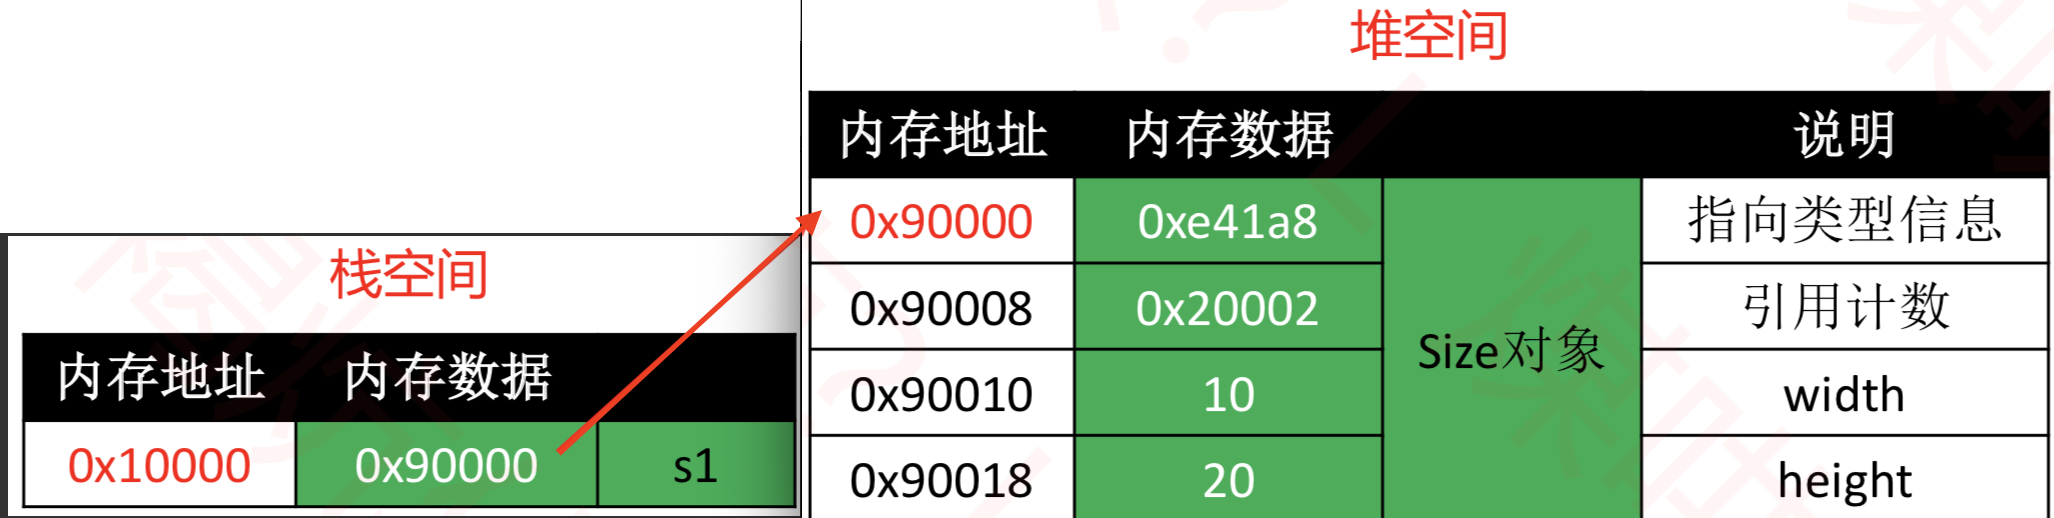 堆空间
内存地址 内存数据 说明
0x90000 0xe41a8 指向类型信息
0x90008 0x20002 引用计数
Size对象
0x90010 10 width
0x90018 20 height
栈空间
内存地址 内存数据
0x10000 0x90000 s1